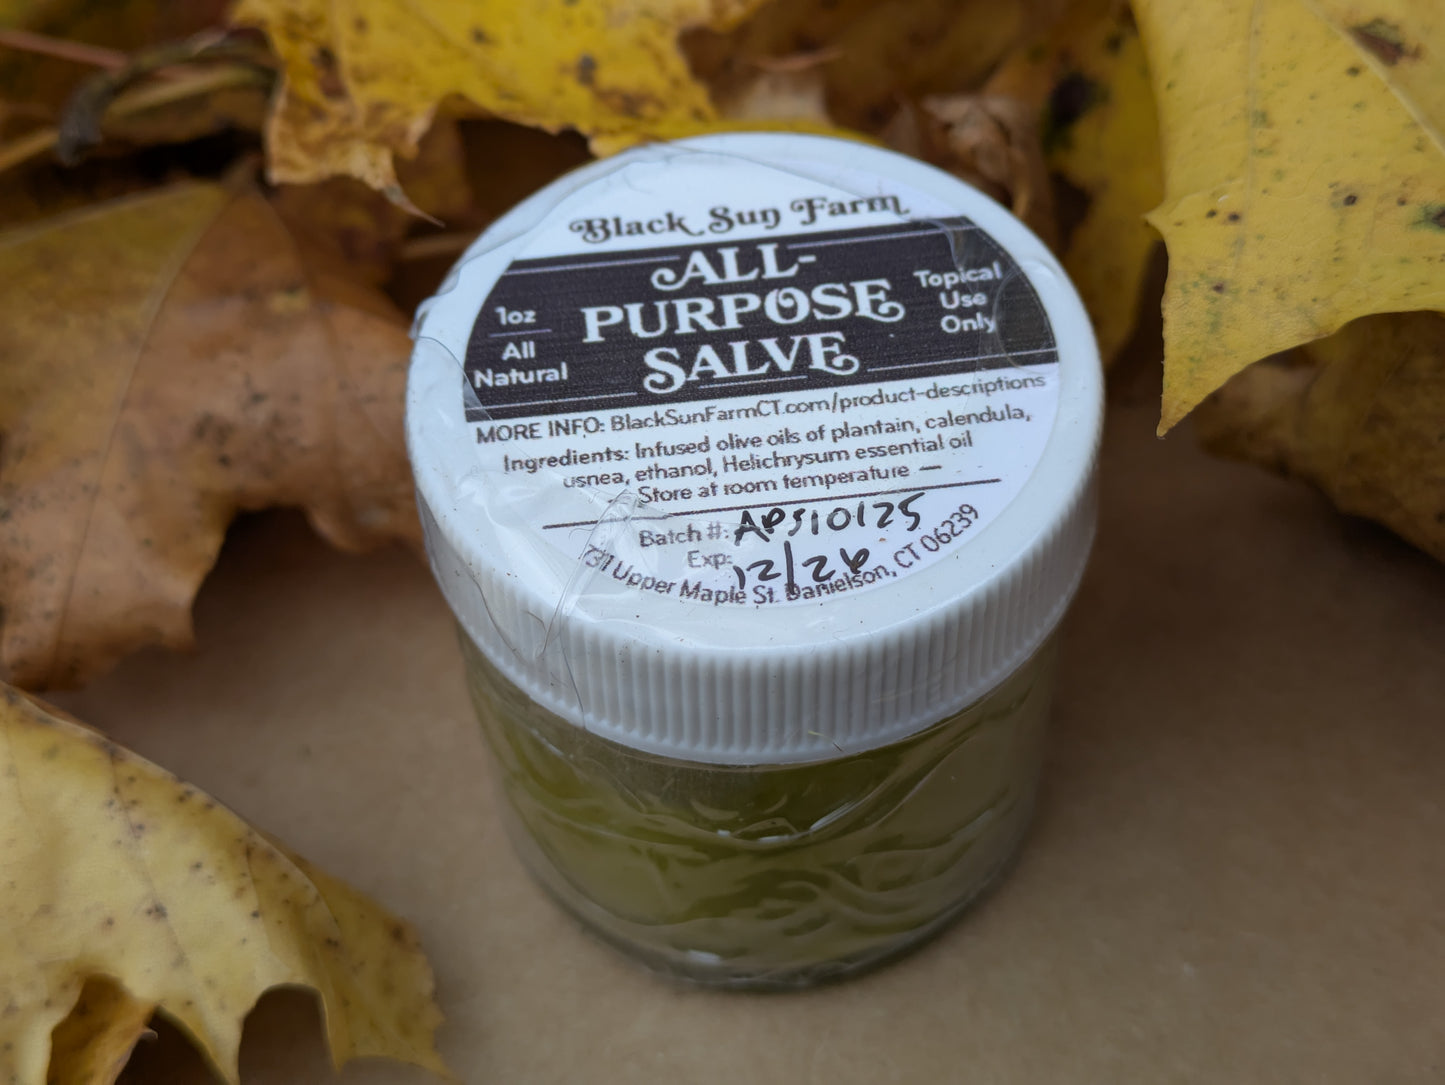 Black Sun Farm
ALL-
PURPOSE
SALVE
1oz
All
Natural
Topical
Use
Only
MORE INFO: BlackSunFarmCT.com/product-descriptions
Ingredients: Infused olive oils of plantain, calendula,
usnea, ethanol, Helichrysum essential oil
Store at room temperature
Batch #: APS10125
Exp: 12/26
731 Upper Maple St. Danielson, CT 06239